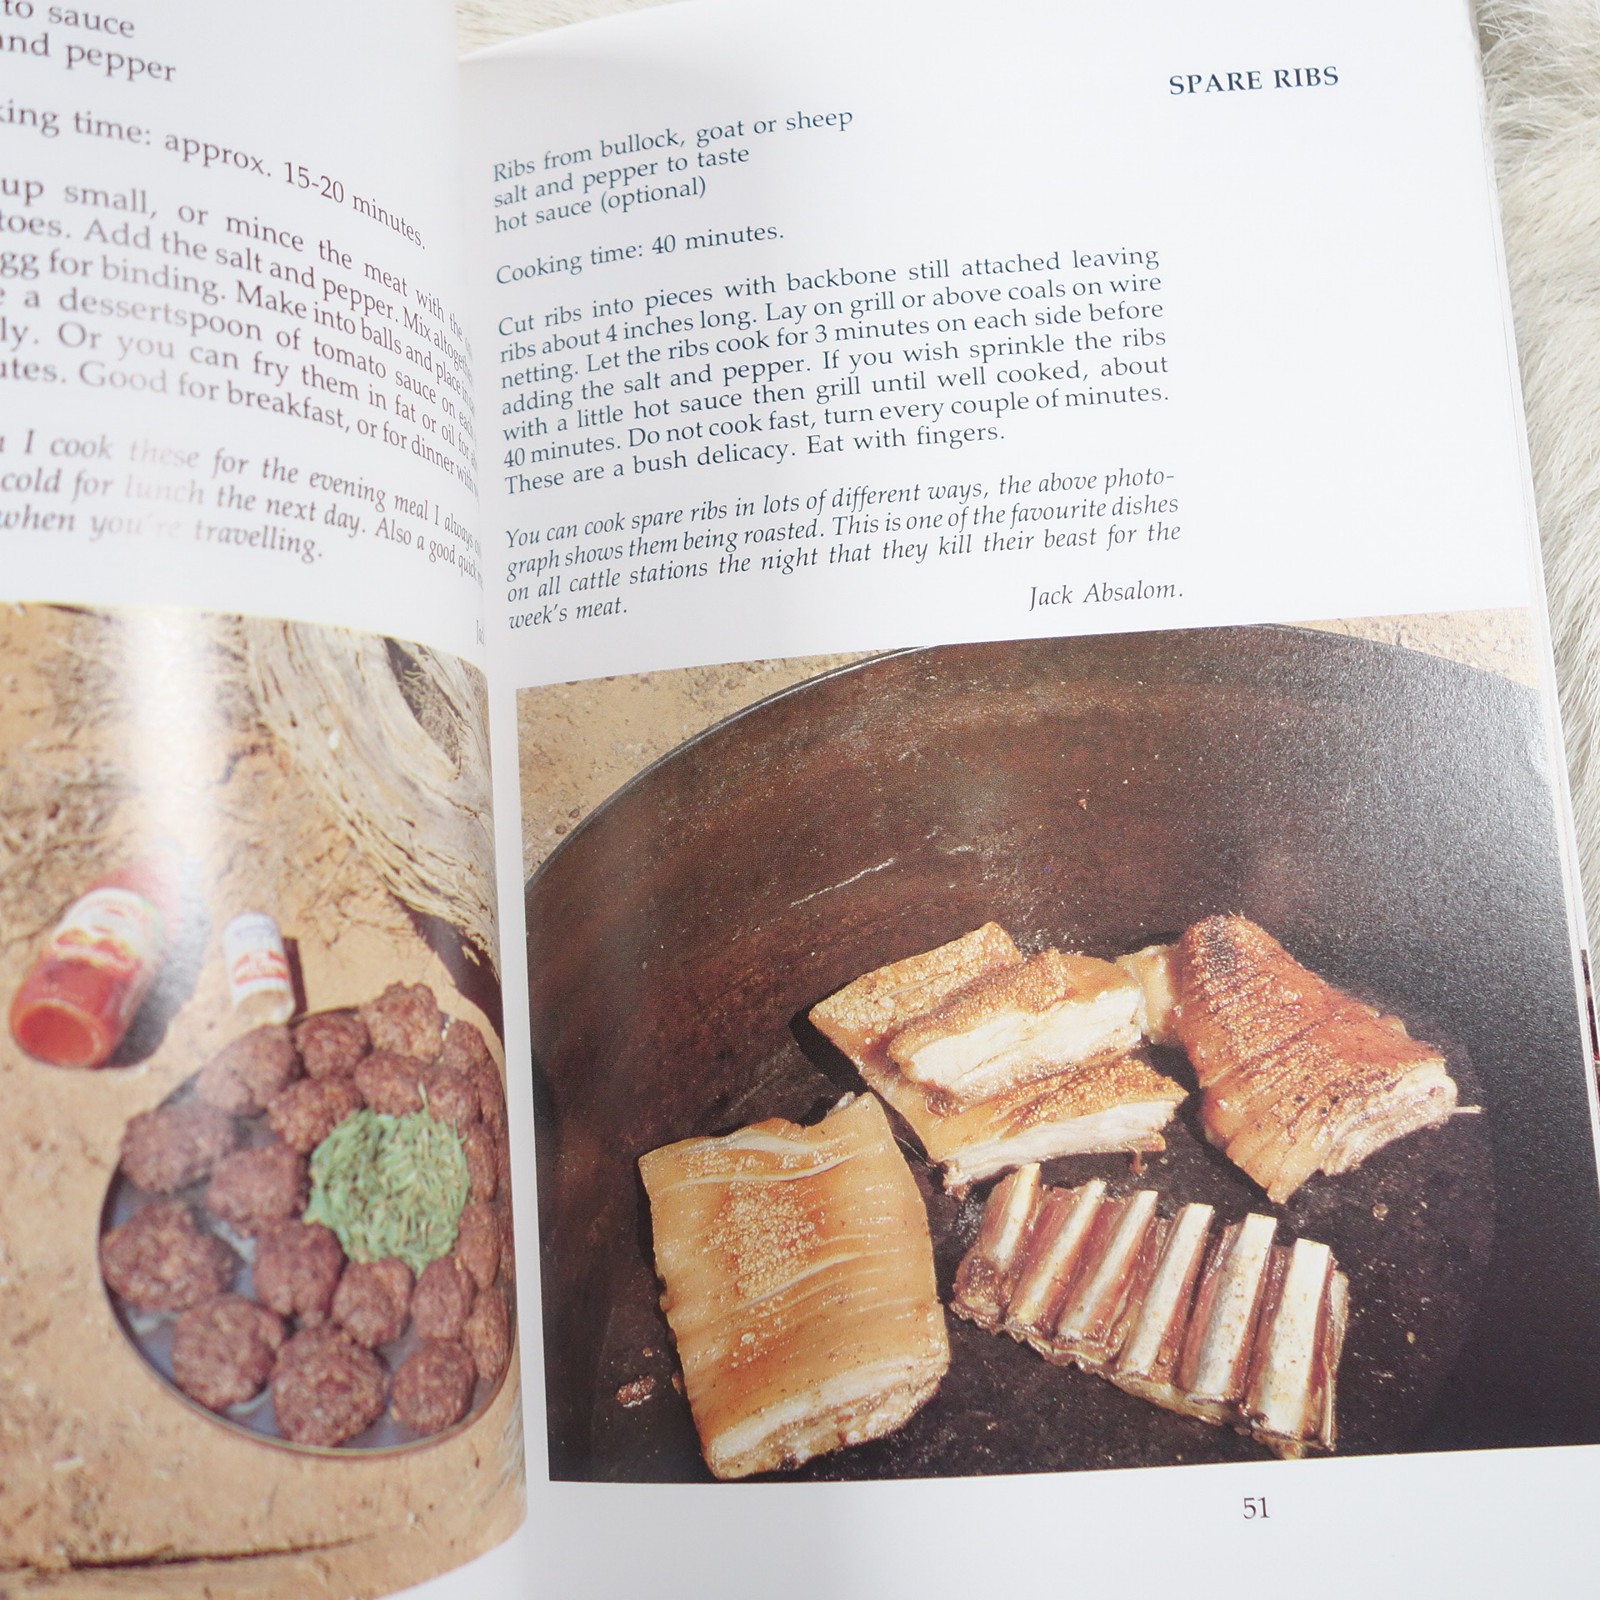 to sauce
and pepper
king time: approx. 15-20 minutes.
up small, or mince the meat with the
toes. Add the salt and pepper. Mix altogether
gg for binding. Make into balls and place in
a dessertspoon of tomato sauce on each
ly. Or you can fry them in fat or oil for
utes. Good for breakfast, or for dinner with
I cook these for the evening meal I always
cold for lunch the next day. Also a good quick
when you're travelling.
SPARE RIBS
Ribs from bullock, goat or sheep
salt and pepper to taste
hot sauce (optional)
Cooking time: 40 minutes.
Cut ribs into pieces with backbone still attached leaving
ribs about 4 inches long. Lay on grill or above coals on wire
netting. Let the ribs cook for 3 minutes on each side before
adding the salt and pepper. If you wish sprinkle the ribs
with a little hot sauce then grill until well cooked, about
40 minutes. Do not cook fast, turn every couple of minutes.
These are a bush delicacy. Eat with fingers.
You can cook spare ribs in lots of different ways, the above photo-
graph shows them being roasted. This is one of the favourite dishes
on all cattle stations the night that they kill their beast for the
week's meat.
Jack Absalom.
51